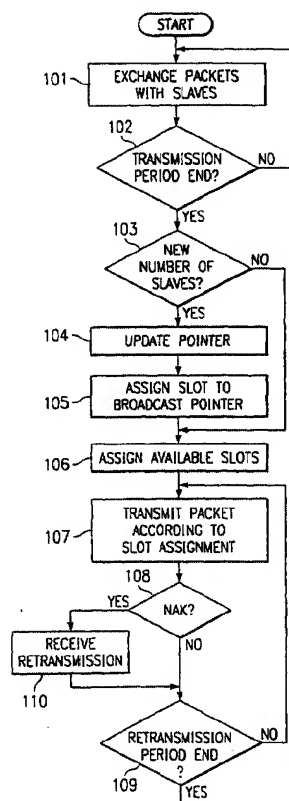 START
101
EXCHANGE PACKETS
WITH SLAVES
102
TRANSMISSION
PERIOD END?
NO
YES
103
NEW
NUMBER OF
SLAVES?
NO
YES
104
UPDATE POINTER
105
ASSIGN SLOT TO
BROADCAST POINTER
106
ASSIGN AVAILABLE SLOTS
107
TRANSMIT PACKET
ACCORDING TO
SLOT ASSIGNMENT
108
YES
NAK?
NO
RECEIVE
RETRANSMISSION
110
RETRANSMISSION
PERIOD END
?
NO
109
YES